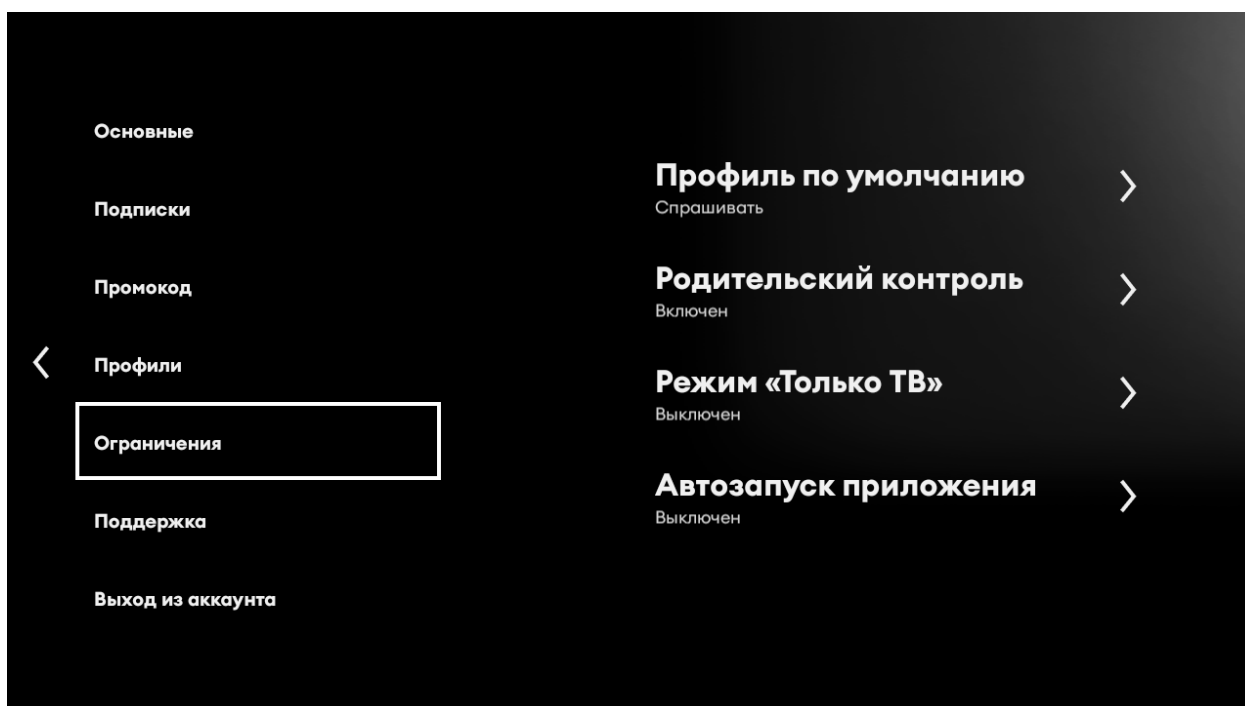 Основные
Подписки
Промокод
Профили
Ограничения
Поддержка
Выход из аккаунта
Профиль по умолчанию
Спрашивать
Родительский контроль
Включен
Режим «Только ТВ»
Выключен
Автозапуск приложения
Выключен